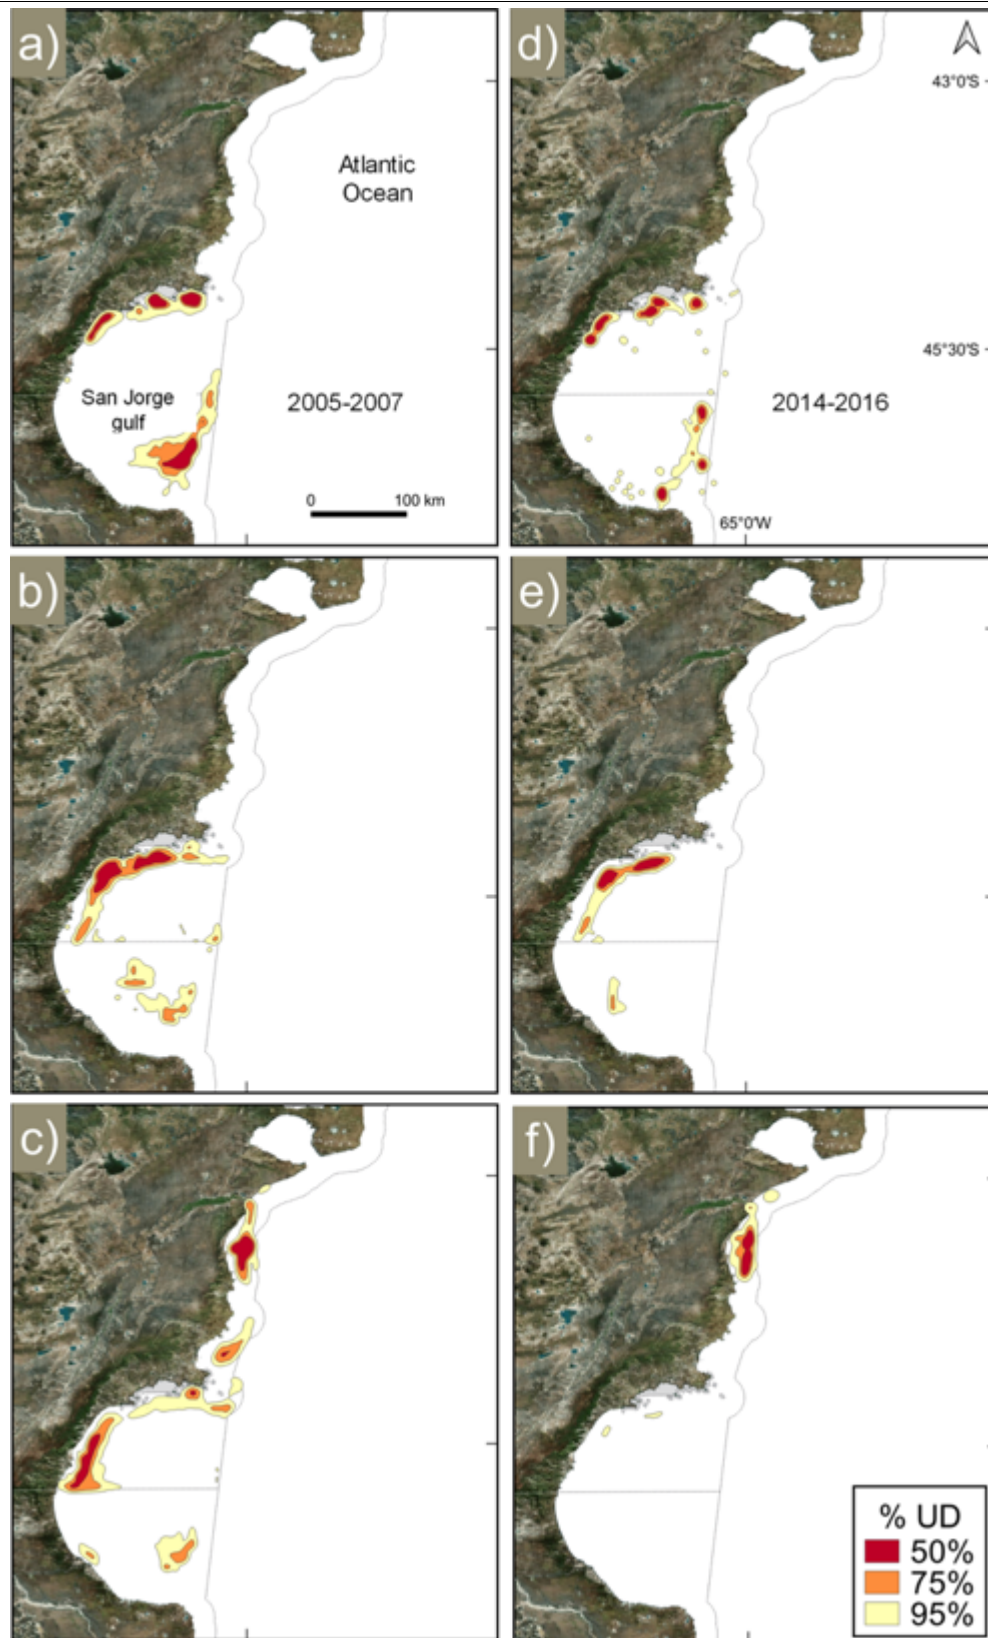 a)
d)
43°0'S
Atlantic
Ocean
45°30'S
San Jorge
gulf
2005-2007
2014-2016
0 100 km
65°0'W
b)
e)
c)
f)
% UD
50%
75%
95%